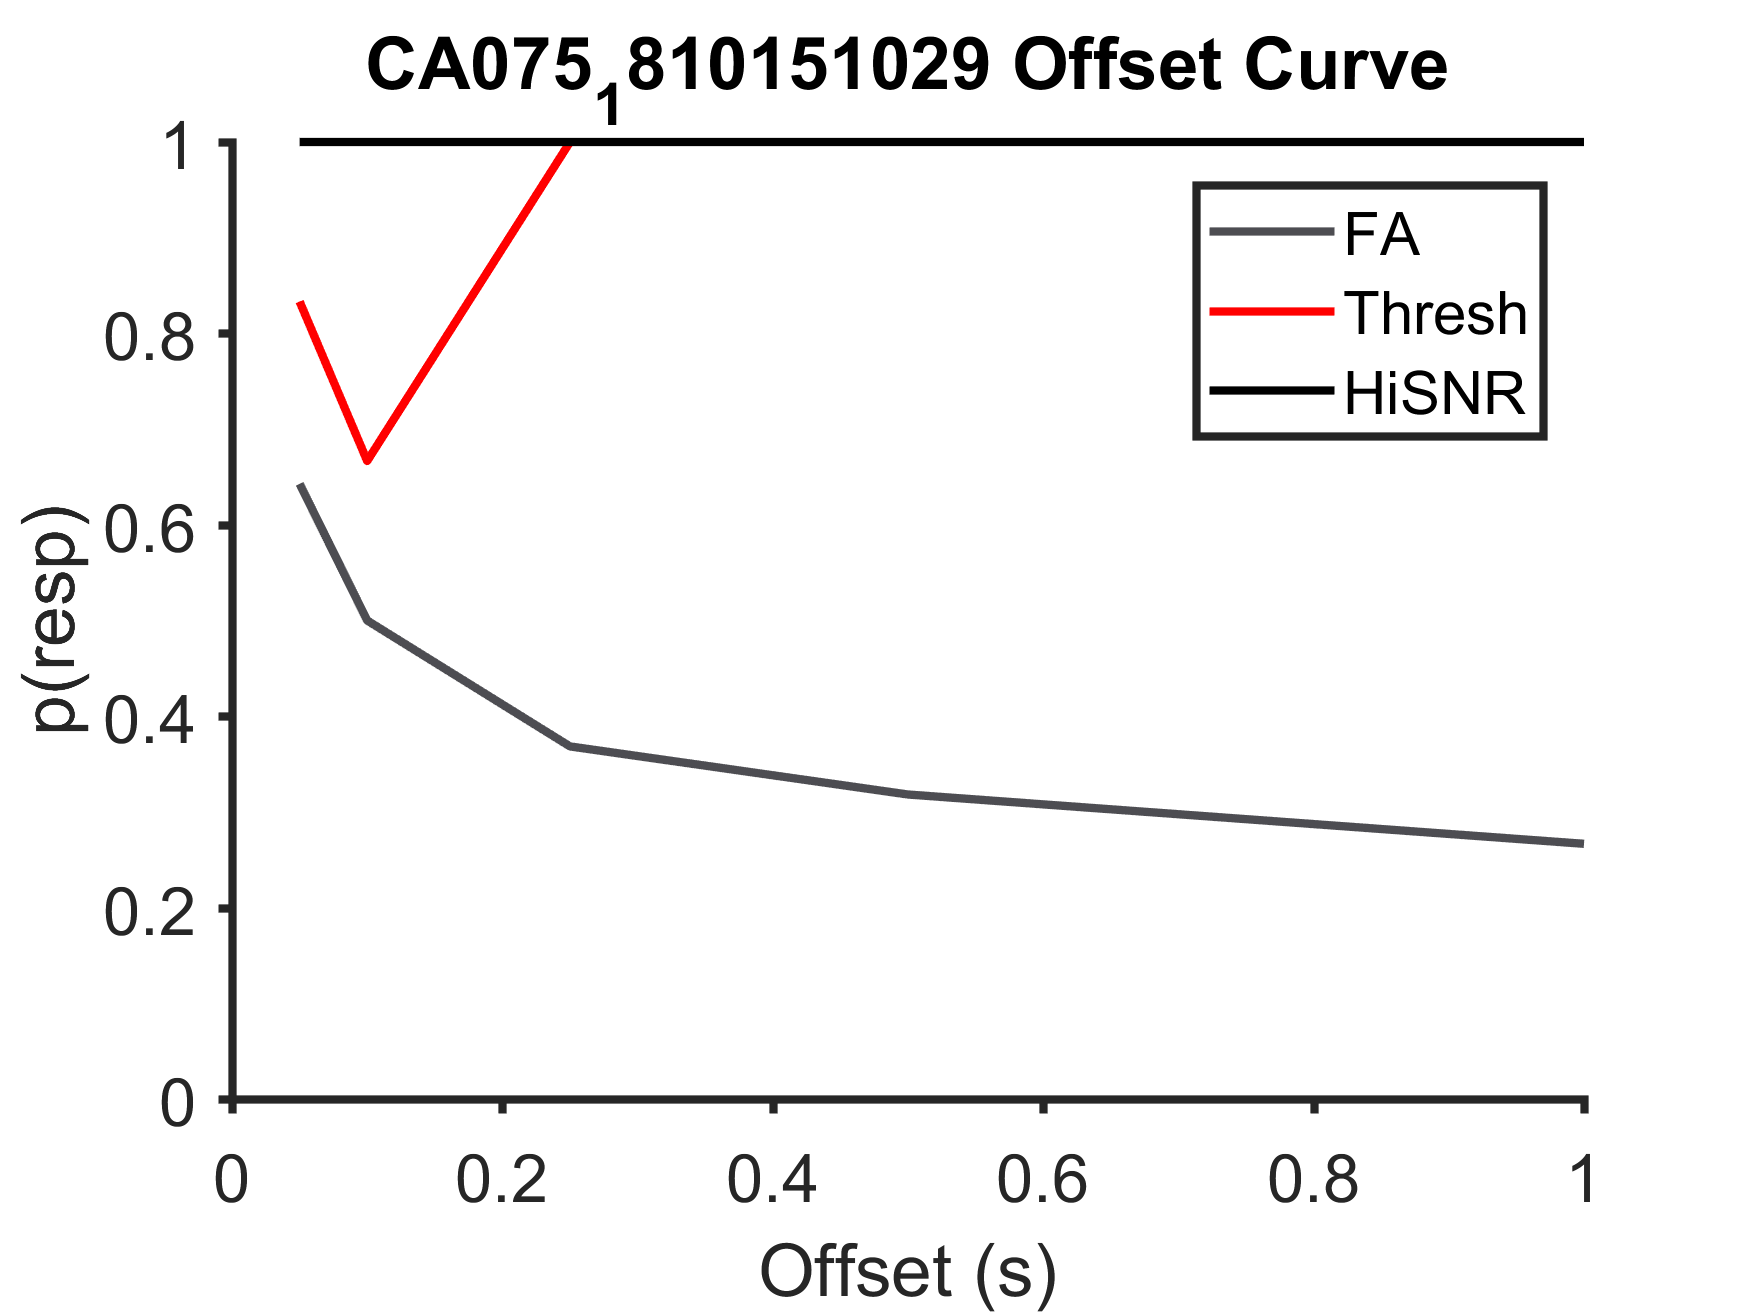 CA075₁810151029 Offset Curve
1
0.8
0.6
0.4
0.2
0
p(resp)
FA
Thresh
HiSNR
0 0.2 0.4 0.6 0.8 1
Offset (s)